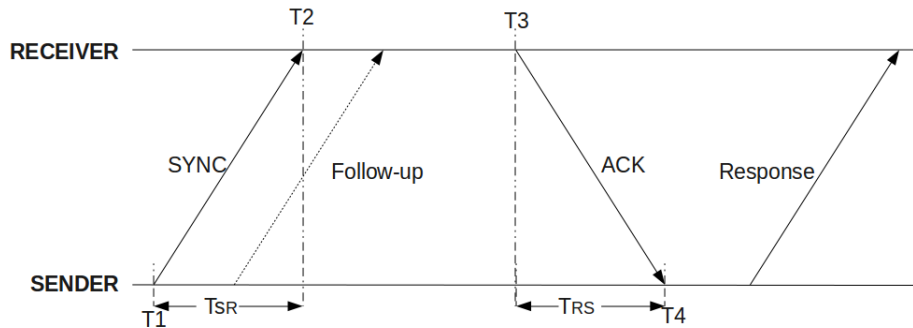 T2
T3
RECEIVER
SYNC
Follow-up
ACK
Response
SENDER
T1
TSR
TRS
T4